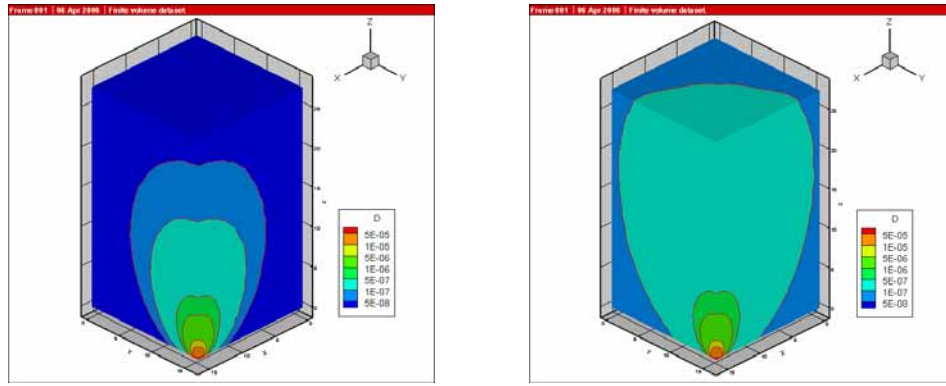 Frame 001 | 06 Apr 2006 | Finite volume dataset
Z
X
Y
D
5E-05
1E-05
5E-06
1E-06
5E-07
1E-07
5E-08
Frame 001 | 06 Apr 2006 | Finite volume dataset
Z
X
Y
D
5E-05
1E-05
5E-06
1E-06
5E-07
1E-07
5E-08